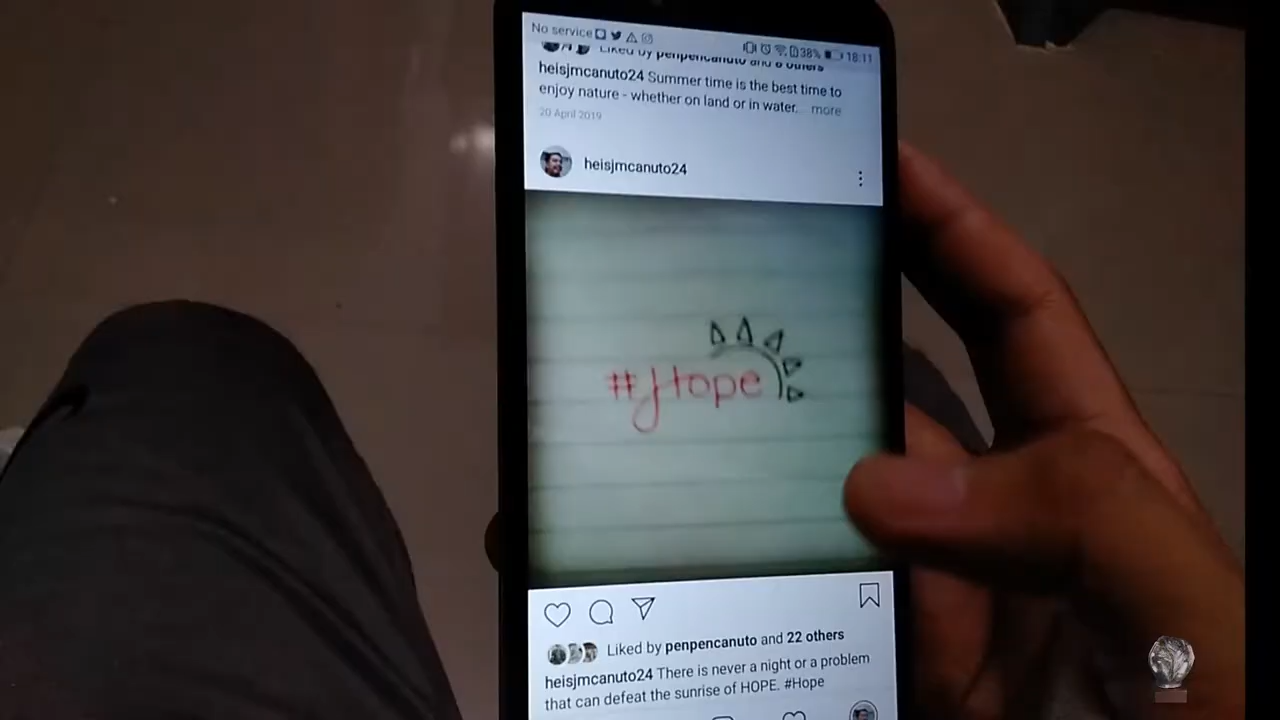 No service 38% 18:11
Liked by penpencanuto and 8 others
heisjmcanuto24 Summer time is the best time to
enjoy nature - whether on land or in water... more
20 April 2019
heisjmcanuto24
#Hope
Liked by penpencanuto and 22 others
heisjmcanuto24 There is never a night or a problem
that can defeat the sunrise of HOPE. #Hope